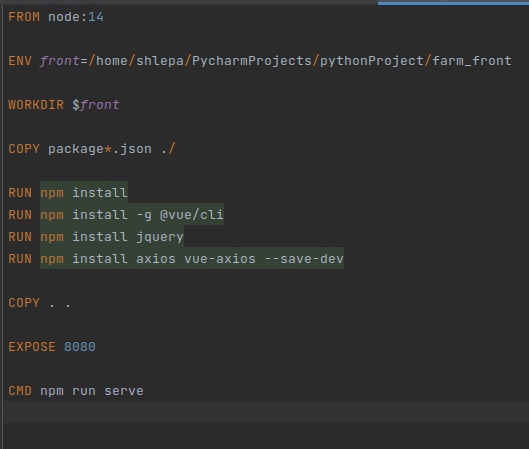 FROM node:14
ENV front=/home/shlepa/PycharmProjects/pythonProject/farm_front
WORKDIR $front
COPY package*.json ./
RUN npm install
RUN npm install -g @vue/cli
RUN npm install jquery
RUN npm install axios vue-axios --save-dev
COPY . .
EXPOSE 8080
CMD npm run serve